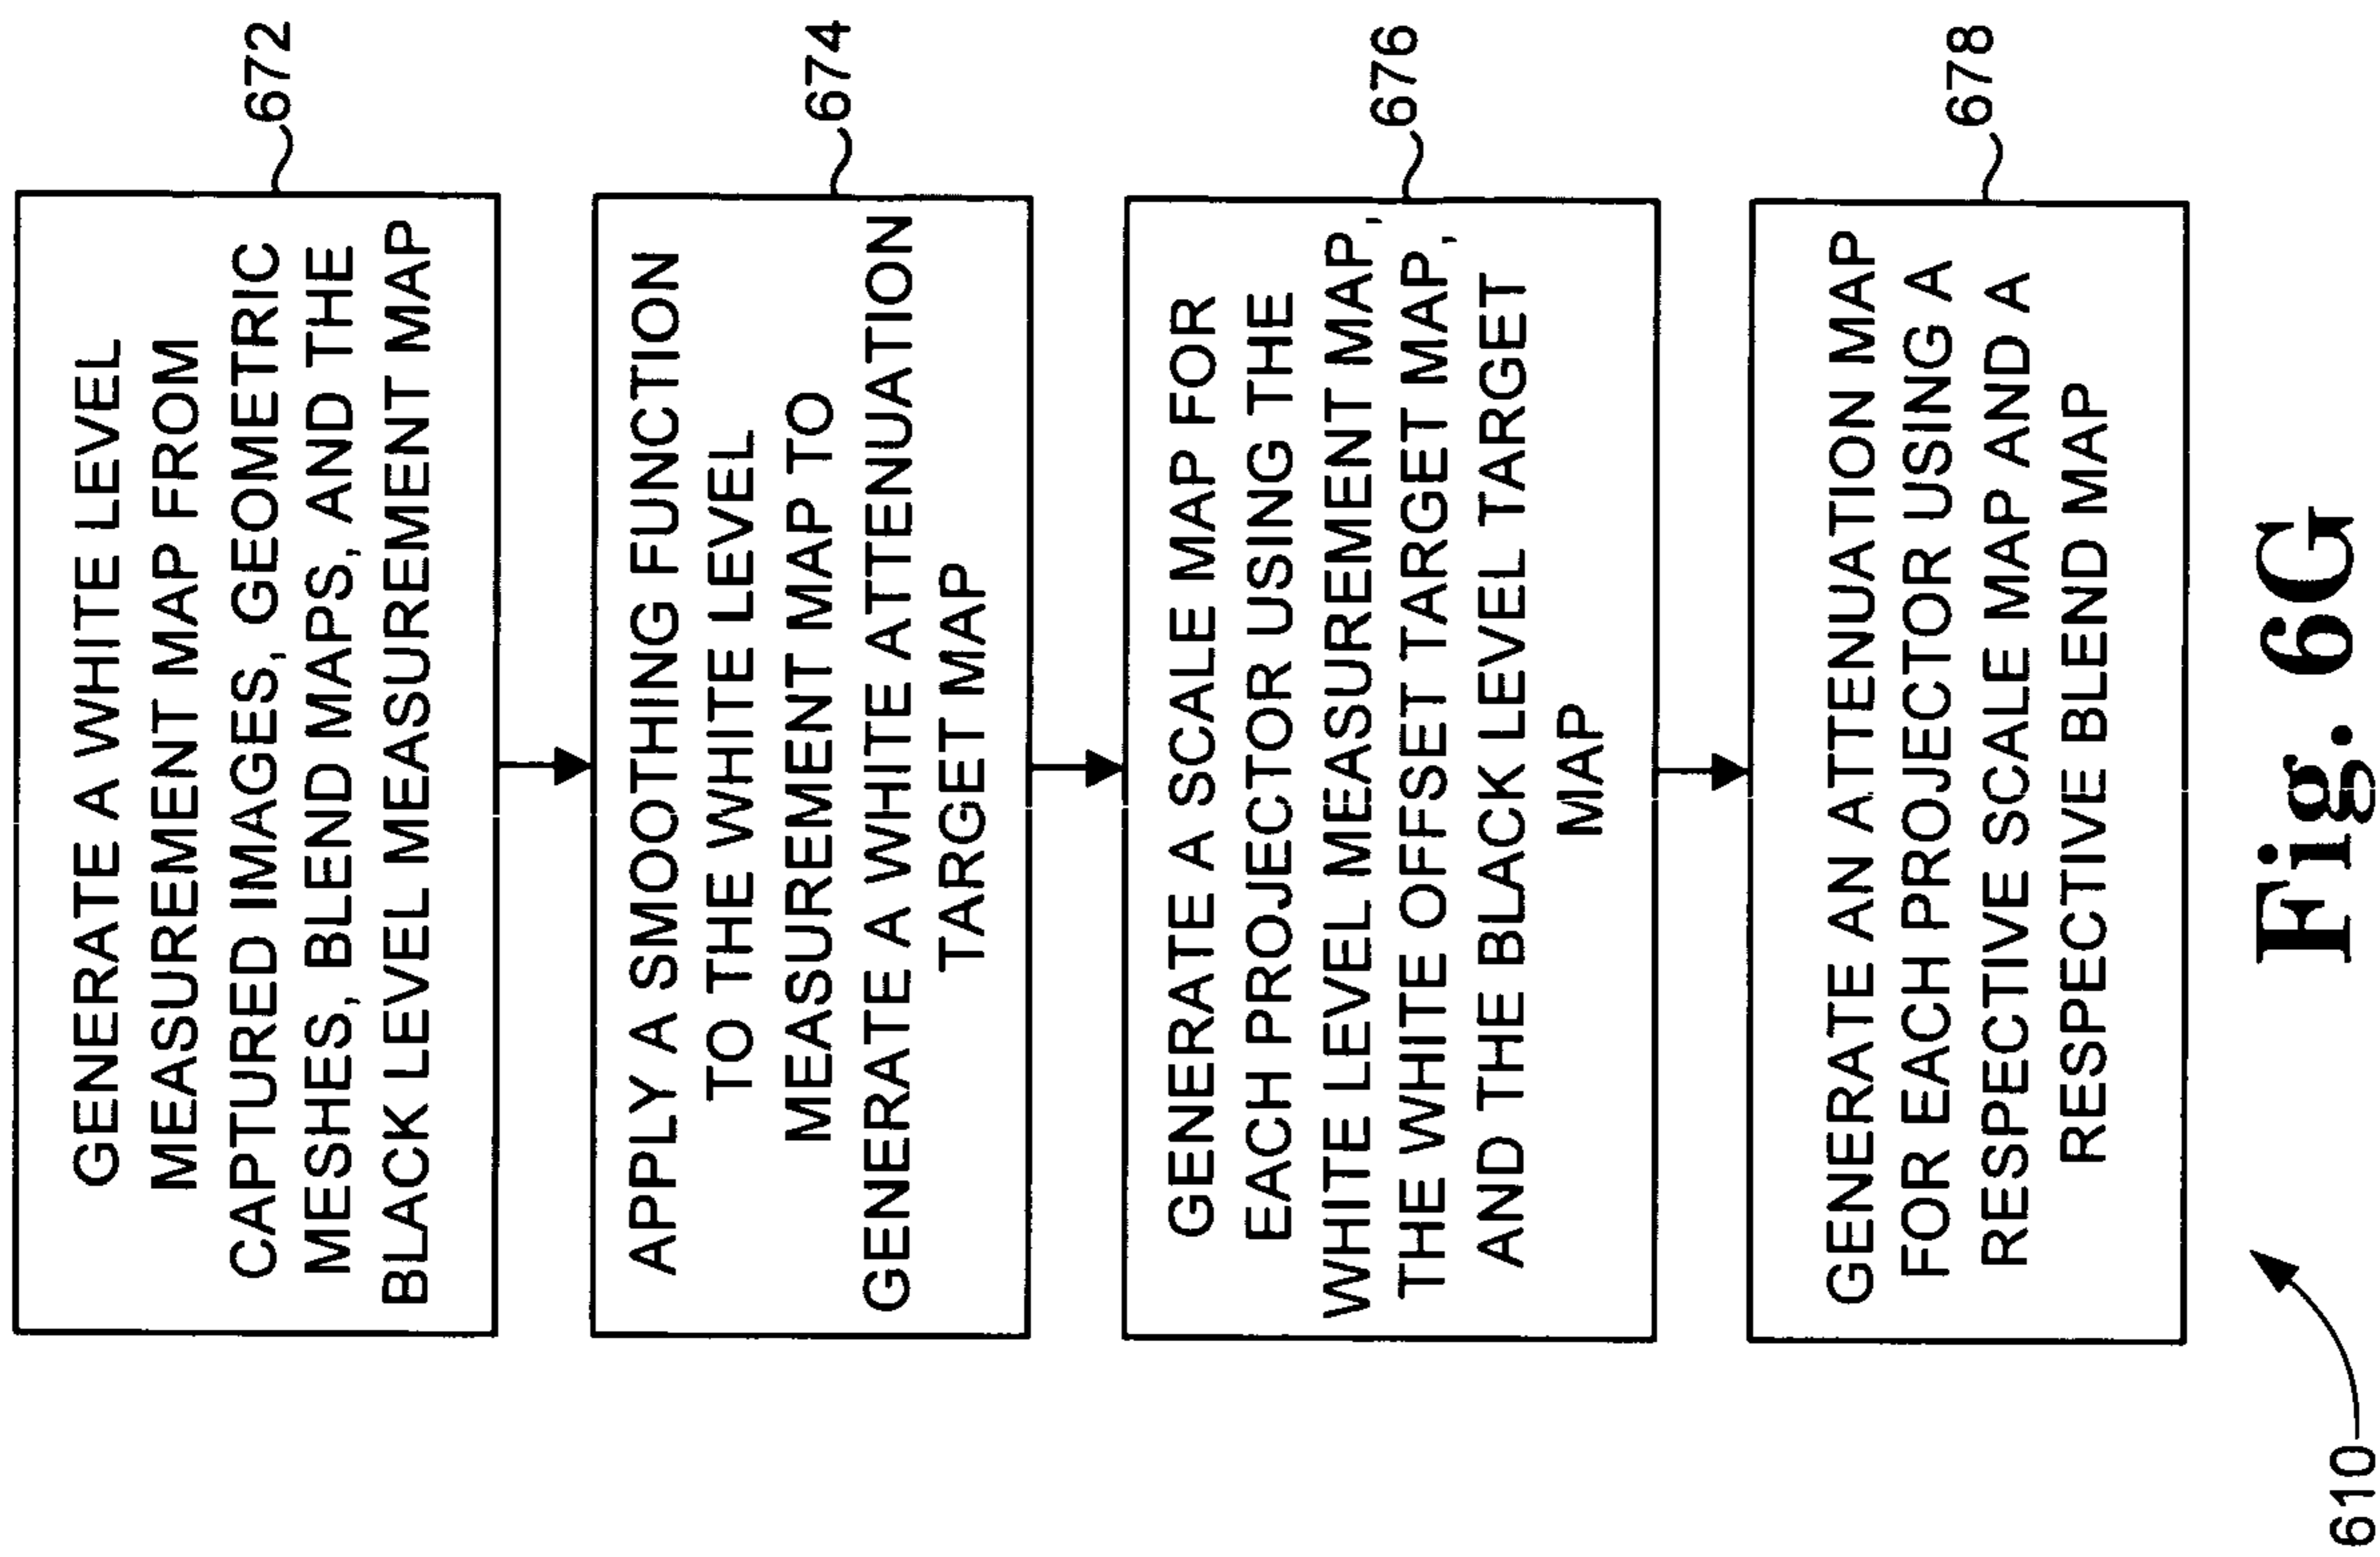 GENERATE A WHITE LEVEL
MEASUREMENT MAP FROM
CAPTURED IMAGES, GEOMETRIC
MESHES, BLEND MAPS, AND THE
BLACK LEVEL MEASUREMENT MAP
672
APPLY A SMOOTHING FUNCTION
TO THE WHITE LEVEL
MEASUREMENT MAP TO
GENERATE A WHITE ATTENUATION
TARGET MAP
674
GENERATE A SCALE MAP FOR
EACH PROJECTOR USING THE
WHITE LEVEL MEASUREMENT MAP,
THE WHITE OFFSET TARGET MAP,
AND THE BLACK LEVEL TARGET
MAP
676
GENERATE AN ATTENUATION MAP
FOR EACH PROJECTOR USING A
RESPECTIVE SCALE MAP AND A
RESPECTIVE BLEND MAP
678
610
Fig. 6G